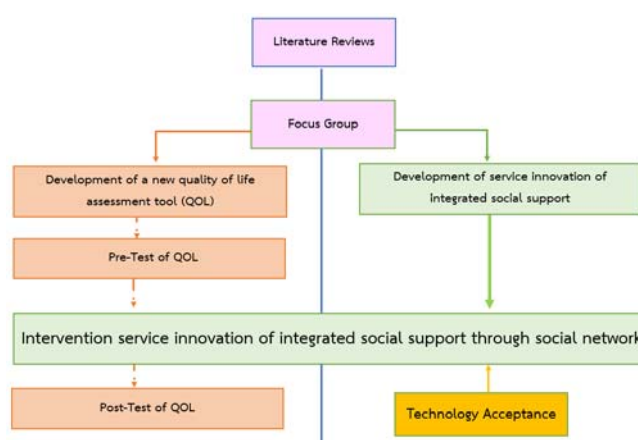 Literature Reviews
Focus Group
Development of a new quality of life
assessment tool (QOL)
Development of service innovation of
integrated social support
Pre-Test of QOL
Intervention service innovation of integrated social support through social network
Post-Test of QOL
Technology Acceptance